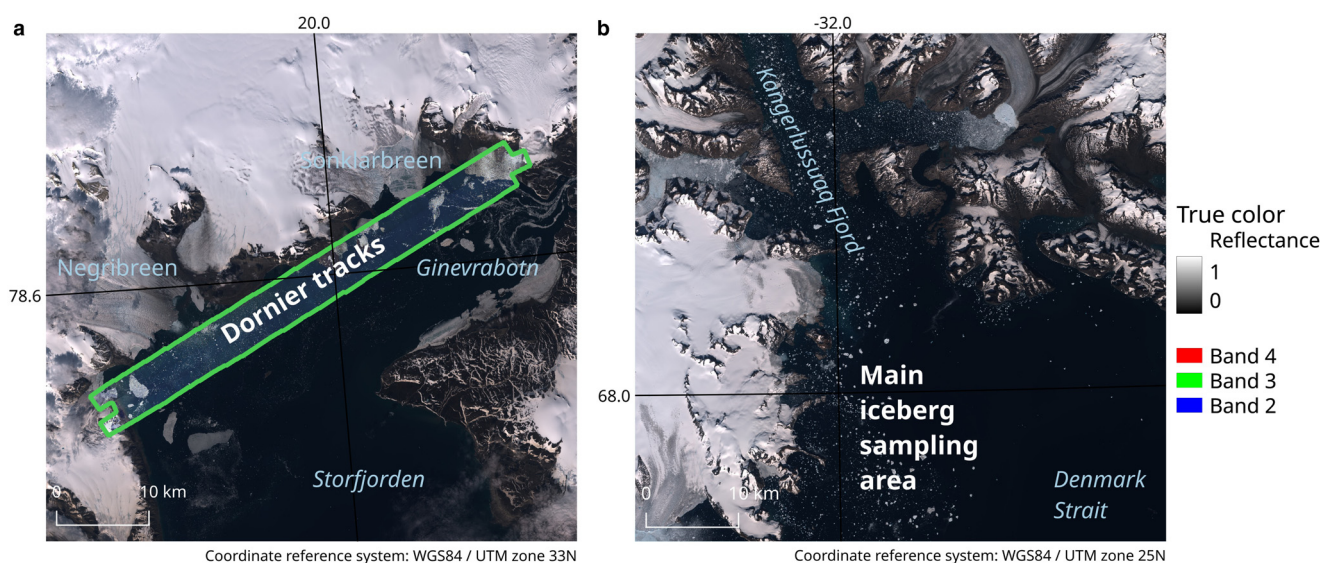 a
20.0
Sonklarbreen
Negribreen
Ginevrabotn
Dornier tracks
78.6
Storfjorden
0 10 km
Coordinate reference system: WGS84 / UTM zone 33N
b
-32.0
Kangerlussuaq Fjord
68.0
Main
iceberg
sampling
area
Denmark
Strait
0 10 km
Coordinate reference system: WGS84 / UTM zone 25N
True color
Reflectance
1
0
Band 4
Band 3
Band 2